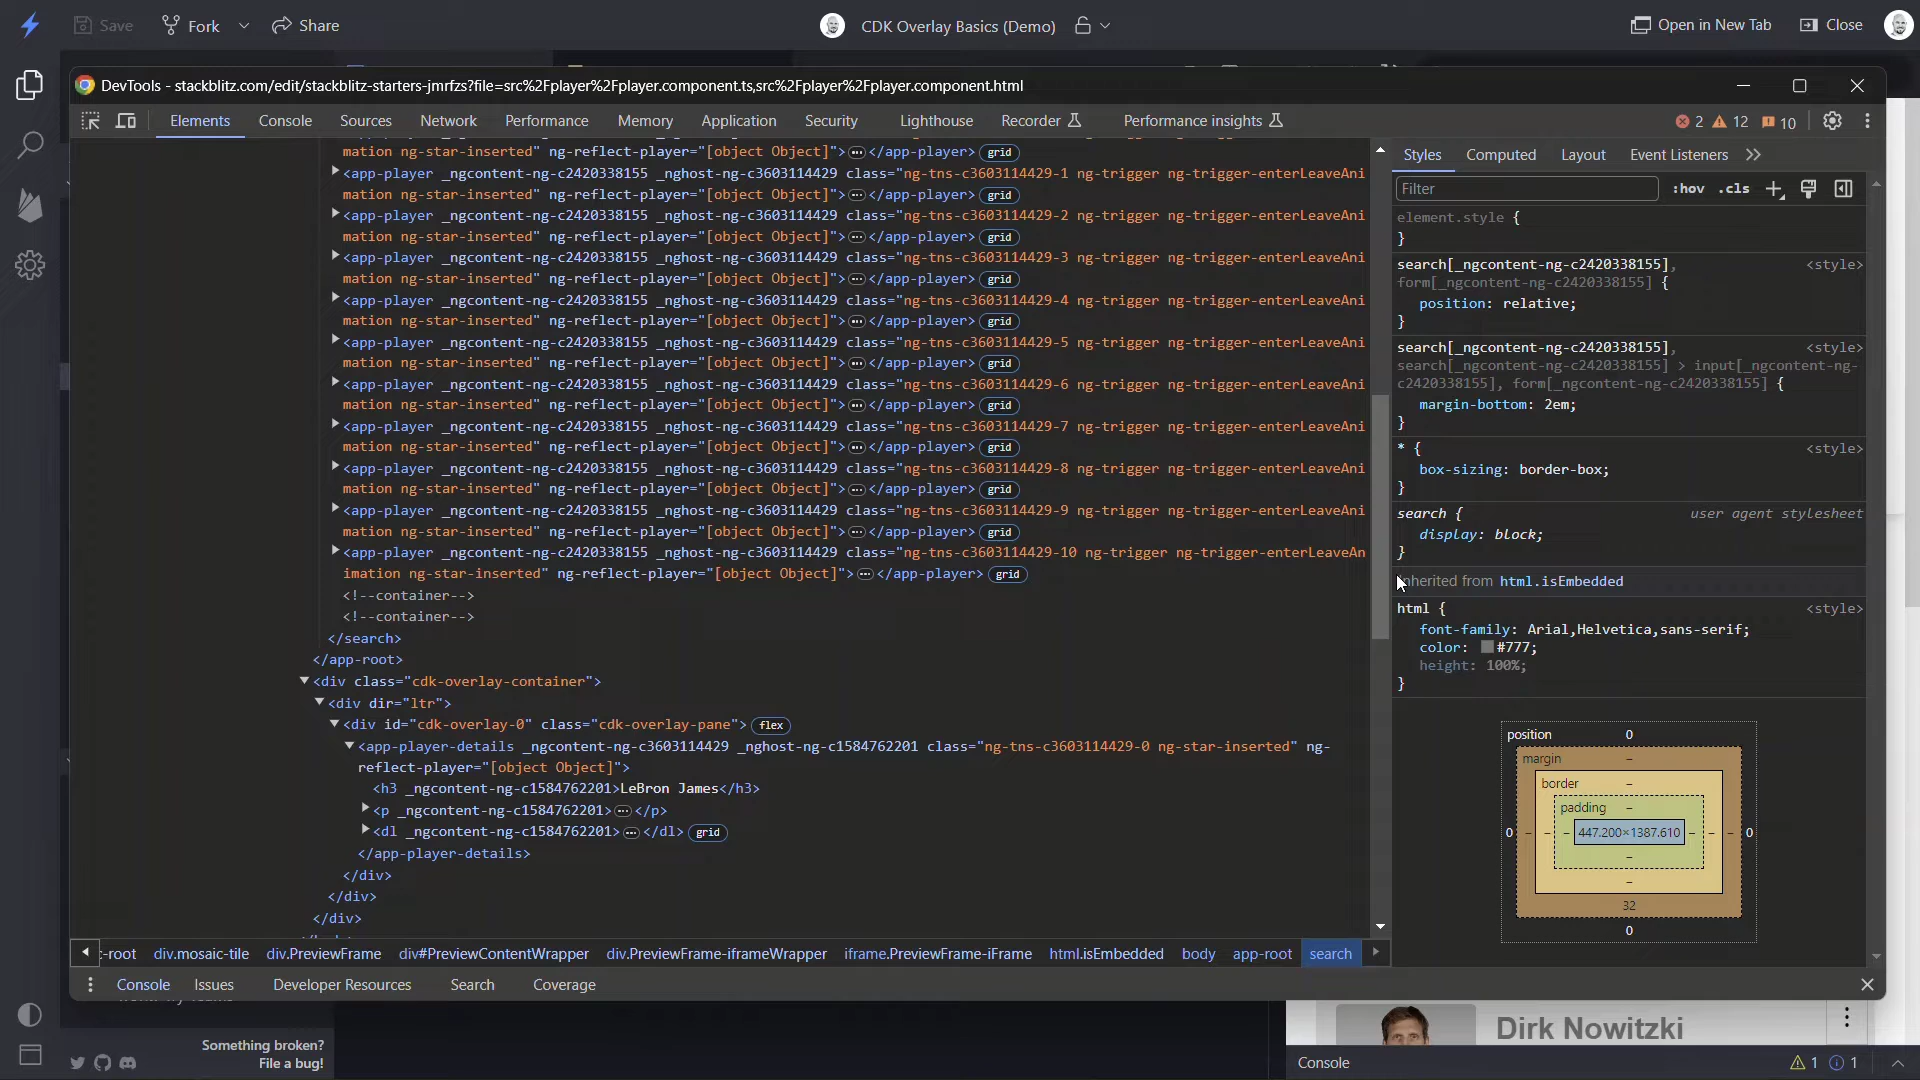 Save
Fork
Share
CDK Overlay Basics (Demo)
Open in New Tab
Close
DevTools - stackblitz.com/edit/stackblitz-starters-jmrfzs?file=src%2Fplayer%2Fplayer.component.ts,src%2Fplayer%2Fplayer.component.html
Elements
Console
Sources
Network
Performance
Memory
Application
Security
Lighthouse
Recorder
Performance insights
2
12
10
mation ng-star-inserted" ng-reflect-player="[object Object]">…</app-player> grid
<app-player _ngcontent-ng-c2420338155 _nghost-ng-c3603114429 class="ng-tns-c3603114429-1 ng-trigger ng-trigger-enterLeaveAni
mation ng-star-inserted" ng-reflect-player="[object Object]">…</app-player> grid
<app-player _ngcontent-ng-c2420338155 _nghost-ng-c3603114429 class="ng-tns-c3603114429-2 ng-trigger ng-trigger-enterLeaveAni
mation ng-star-inserted" ng-reflect-player="[object Object]">…</app-player> grid
<app-player _ngcontent-ng-c2420338155 _nghost-ng-c3603114429 class="ng-tns-c3603114429-3 ng-trigger ng-trigger-enterLeaveAni
mation ng-star-inserted" ng-reflect-player="[object Object]">…</app-player> grid
<app-player _ngcontent-ng-c2420338155 _nghost-ng-c3603114429 class="ng-tns-c3603114429-4 ng-trigger ng-trigger-enterLeaveAni
mation ng-star-inserted" ng-reflect-player="[object Object]">…</app-player> grid
<app-player _ngcontent-ng-c2420338155 _nghost-ng-c3603114429 class="ng-tns-c3603114429-5 ng-trigger ng-trigger-enterLeaveAni
mation ng-star-inserted" ng-reflect-player="[object Object]">…</app-player> grid
<app-player _ngcontent-ng-c2420338155 _nghost-ng-c3603114429 class="ng-tns-c3603114429-6 ng-trigger ng-trigger-enterLeaveAni
mation ng-star-inserted" ng-reflect-player="[object Object]">…</app-player> grid
<app-player _ngcontent-ng-c2420338155 _nghost-ng-c3603114429 class="ng-tns-c3603114429-7 ng-trigger ng-trigger-enterLeaveAni
mation ng-star-inserted" ng-reflect-player="[object Object]">…</app-player> grid
<app-player _ngcontent-ng-c2420338155 _nghost-ng-c3603114429 class="ng-tns-c3603114429-8 ng-trigger ng-trigger-enterLeaveAni
mation ng-star-inserted" ng-reflect-player="[object Object]">…</app-player> grid
<app-player _ngcontent-ng-c2420338155 _nghost-ng-c3603114429 class="ng-tns-c3603114429-9 ng-trigger ng-trigger-enterLeaveAni
mation ng-star-inserted" ng-reflect-player="[object Object]">…</app-player> grid
<app-player _ngcontent-ng-c2420338155 _nghost-ng-c3603114429 class="ng-tns-c3603114429-10 ng-trigger ng-trigger-enterLeaveAn
imation ng-star-inserted" ng-reflect-player="[object Object]">…</app-player> grid
<!--container-->
<!--container-->
</search>
</app-root>
<div class="cdk-overlay-container">
<div dir="ltr">
<div id="cdk-overlay-0" class="cdk-overlay-pane"> flex
<app-player-details _ngcontent-ng-c3603114429 _nghost-ng-c1584762201 class="ng-tns-c3603114429-0 ng-star-inserted" ng-
reflect-player="[object Object]">
<h3 _ngcontent-ng-c1584762201>LeBron James</h3>
<p _ngcontent-ng-c1584762201>…</p>
<dl _ngcontent-ng-c1584762201>…</dl> grid
</app-player-details>
</div>
</div>
</div>
:-root
div.mosaic-tile
div.PreviewFrame
div#PreviewContentWrapper
div.PreviewFrame-iframeWrapper
iframe.PreviewFrame-iFrame
html.isEmbedded
body
app-root
search
Styles
Computed
Layout
Event Listeners
Filter
:hov
.cls
element.style {
}
search[_ngcontent-ng-c2420338155], <style>
form[_ngcontent-ng-c2420338155] {
position: relative;
}
search[_ngcontent-ng-c2420338155], <style>
search[_ngcontent-ng-c2420338155] > input[_ngcontent-ng-
c2420338155], form[_ngcontent-ng-c2420338155] {
margin-bottom: 2em;
}
* { <style>
box-sizing: border-box;
}
search { user agent stylesheet
display: block;
}
Inherited from html.isEmbedded
html { <style>
font-family: Arial,Helvetica,sans-serif;
color: #777;
height: 100%;
}
position 0
margin –
border –
padding –
0 – – – 447.200×1387.610 – – – 0
–
–
32
0
Console
Issues
Developer Resources
Search
Coverage
Something broken?
File a bug!
Dirk Nowitzki
Console
1
1